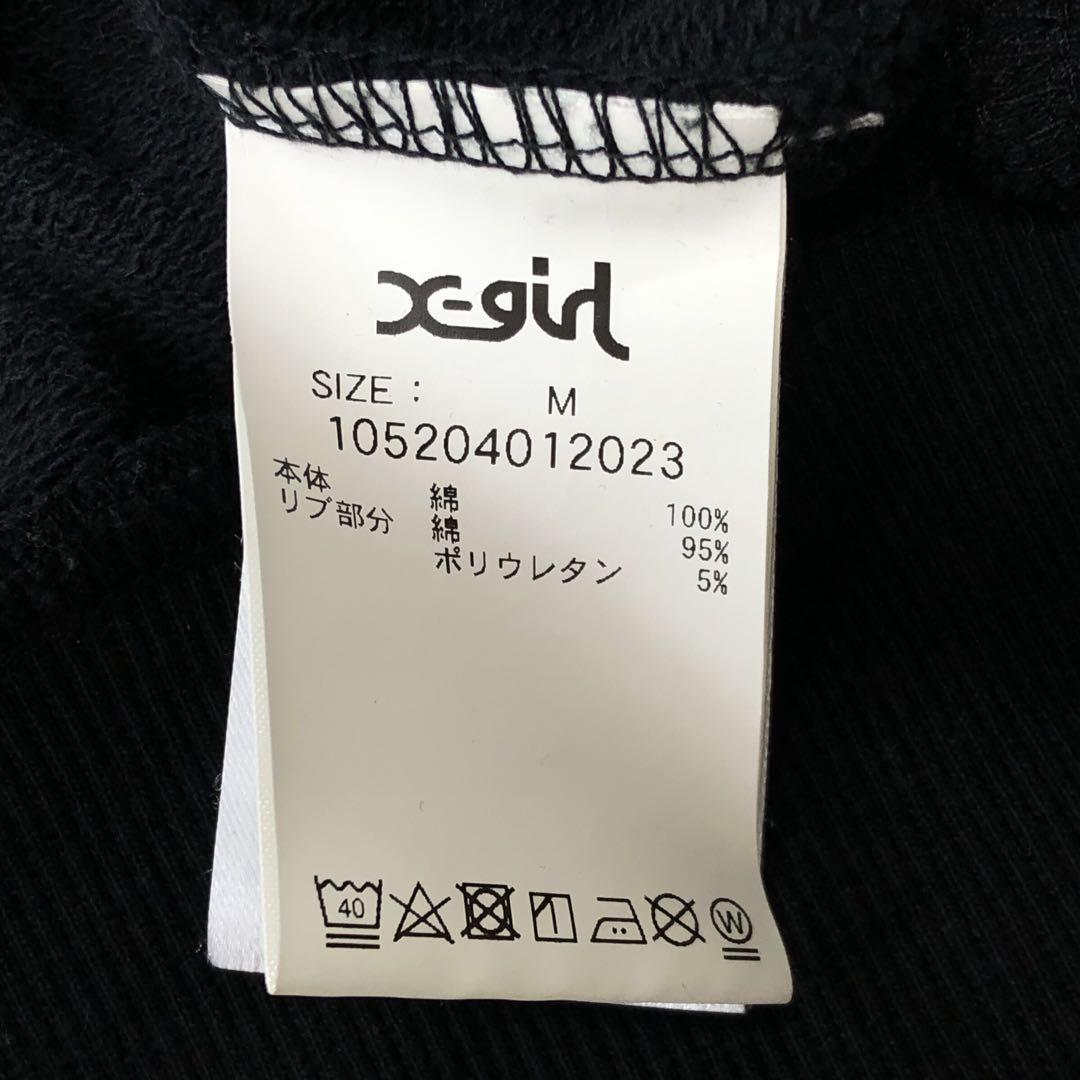 X-girl
SIZE : M
105204012023
本体 綿 100%
リブ部分 綿 95%
ポリウレタン 5%
40
W